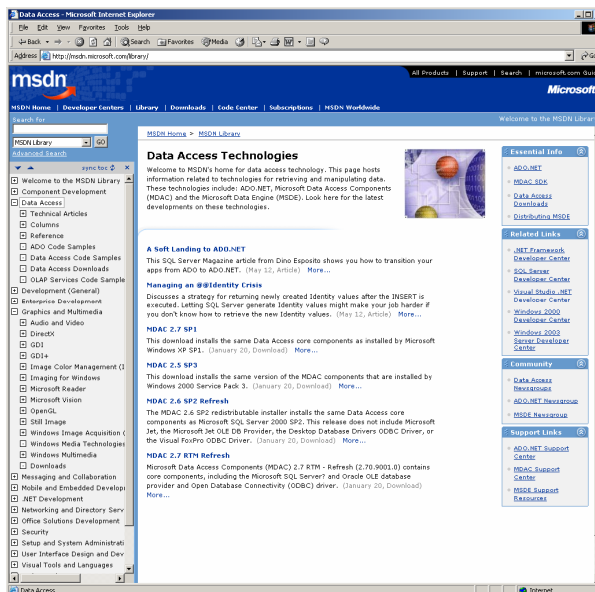 Data Access - Microsoft Internet Explorer
File Edit View Favorites Tools Help
Back Search Favorites Media
Address http://msdn.microsoft.com/library/ Go
All Products | Support | Search | microsoft.com Guid
msdn
Microsoft
MSDN Home | Developer Centers | Library | Downloads | Code Center | Subscriptions | MSDN Worldwide
Search for
Welcome to the MSDN Library
MSDN Library GO
Advanced Search
sync toc X
Welcome to the MSDN Library
Component Development
Data Access
Technical Articles
Columns
Reference
ADO Code Samples
Data Access Code Samples
Data Access Downloads
OLAP Services Code Sample
Development (General)
Enterprise Development
Graphics and Multimedia
Audio and Video
DirectX
GDI
GDI+
Image Color Management (I
Imaging for Windows
Microsoft Reader
Microsoft Vision
OpenGL
Still Image
Windows Image Acquisition (
Windows Media Technologies
Windows Multimedia
Downloads
Messaging and Collaboration
Mobile and Embedded Develop
.NET Development
Networking and Directory Serv
Office Solutions Development
Security
Setup and System Administrati
User Interface Design and Dev
Visual Tools and Languages
MSDN Home > MSDN Library
Data Access Technologies
Welcome to MSDN's home for data access technology. This page hosts
information related to technologies for retrieving and manipulating data.
These technologies include: ADO.NET, Microsoft Data Access Components
(MDAC) and the Microsoft Data Engine (MSDE). Look here for the latest
developments on these technologies.
A Soft Landing to ADO.NET
This SQL Server Magazine article from Dino Esposito shows you how to transition your
apps from ADO to ADO.NET. (May 12, Article) More...
Managing an @@Identity Crisis
Discusses a strategy for returning newly created Identity values after the INSERT is
executed. Letting SQL Server generate Identity values might make your job harder if
you don't know how to retrieve the new Identity values. (May 12, Article) More...
MDAC 2.7 SP1
This download installs the same Data Access core components as installed by Microsoft
Windows XP SP1. (January 20, Download) More...
MDAC 2.5 SP3
This download installs the same version of the MDAC components that are installed by
Windows 2000 Service Pack 3. (January 20, Download) More...
MDAC 2.6 SP2 Refresh
The MDAC 2.6 SP2 redistributable installer installs the same Data Access core
components as Microsoft SQL Server 2000 SP2. This release does not include Microsoft
Jet, the Microsoft Jet OLE DB Provider, the Desktop Database Drivers ODBC Driver, or
the Visual FoxPro ODBC Driver. (January 20, Download) More...
MDAC 2.7 RTM Refresh
Microsoft Data Access Components (MDAC) 2.7 RTM - Refresh (2.70.9001.0) contains
core components, including the Microsoft SQL Server? and Oracle OLE database
provider and Open Database Connectivity (ODBC) driver. (January 20, Download)
More...
Essential Info
ADO.NET
MDAC SDK
Data Access
Downloads
Distributing MSDE
Related Links
.NET Framework
Developer Center
SQL Server
Developer Center
Visual Studio .NET
Developer Center
Windows 2000
Developer Center
Windows 2003
Server Developer
Center
Community
Data Access
Newsgroups
ADO.NET Newsgroup
MSDE Newsgroup
Support Links
ADO.NET Support
Center
MDAC Support
Center
MSDE Support
Resources
Data Access
Internet